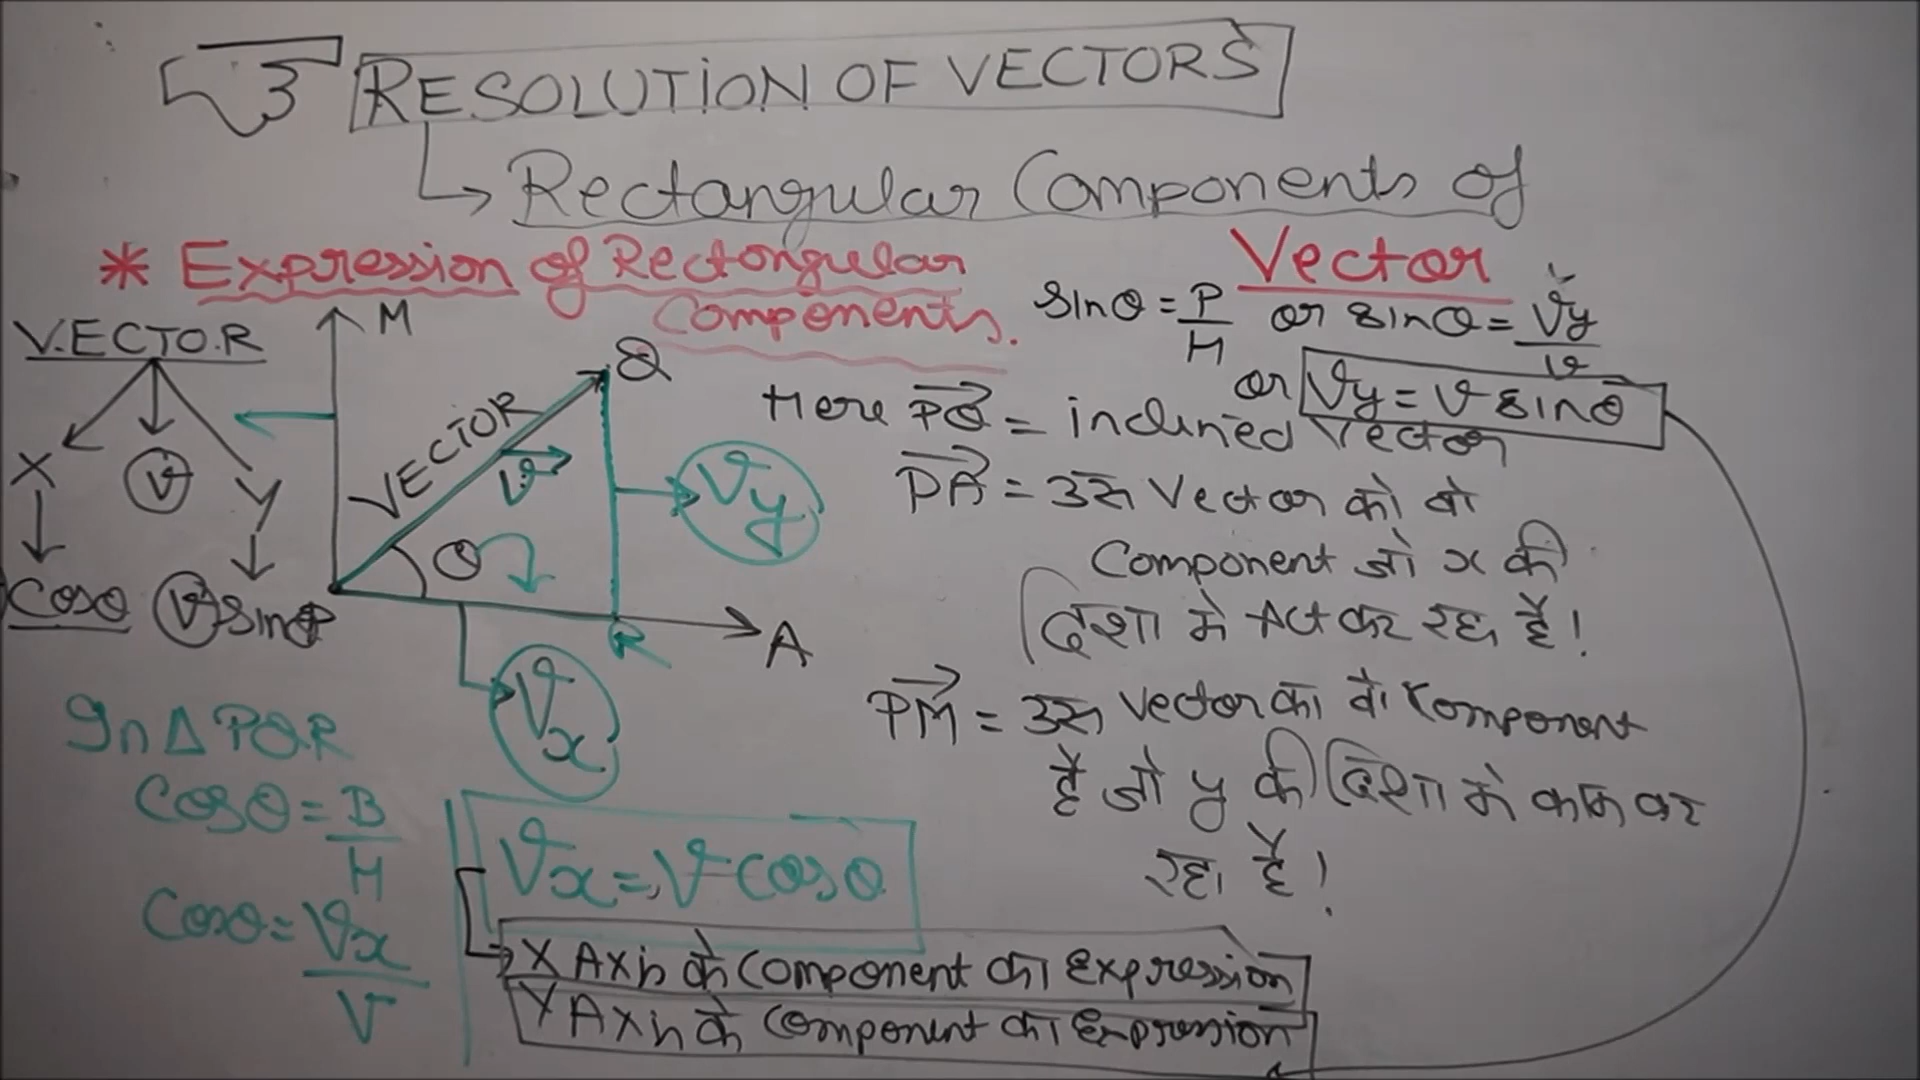 RESOLUTION OF VECTORS
Rectangular Components of
Vector
* Expression of Rectongular
Components.
VECTOR
X V Y
Cosθ V sinθ
M
Q
VECTOR
V
θ
P
R
A
Vy
Vx
sinθ = P/H or sinθ = Vy/V
or Vy = V sinθ
Here PQ = inclined Vector
PA = उस Vector को वो
Component जो x की
दिशा मे Act कर रहा है!
PM = उस Vector का वो Component
है जो y की दिशा मे काम कर
रहा है!
In Δ PQR
Cosθ = B/H
Cosθ = Vx/V
Vx = V cosθ
X Axis के Component का Expression
Y Axis के Component का Expression